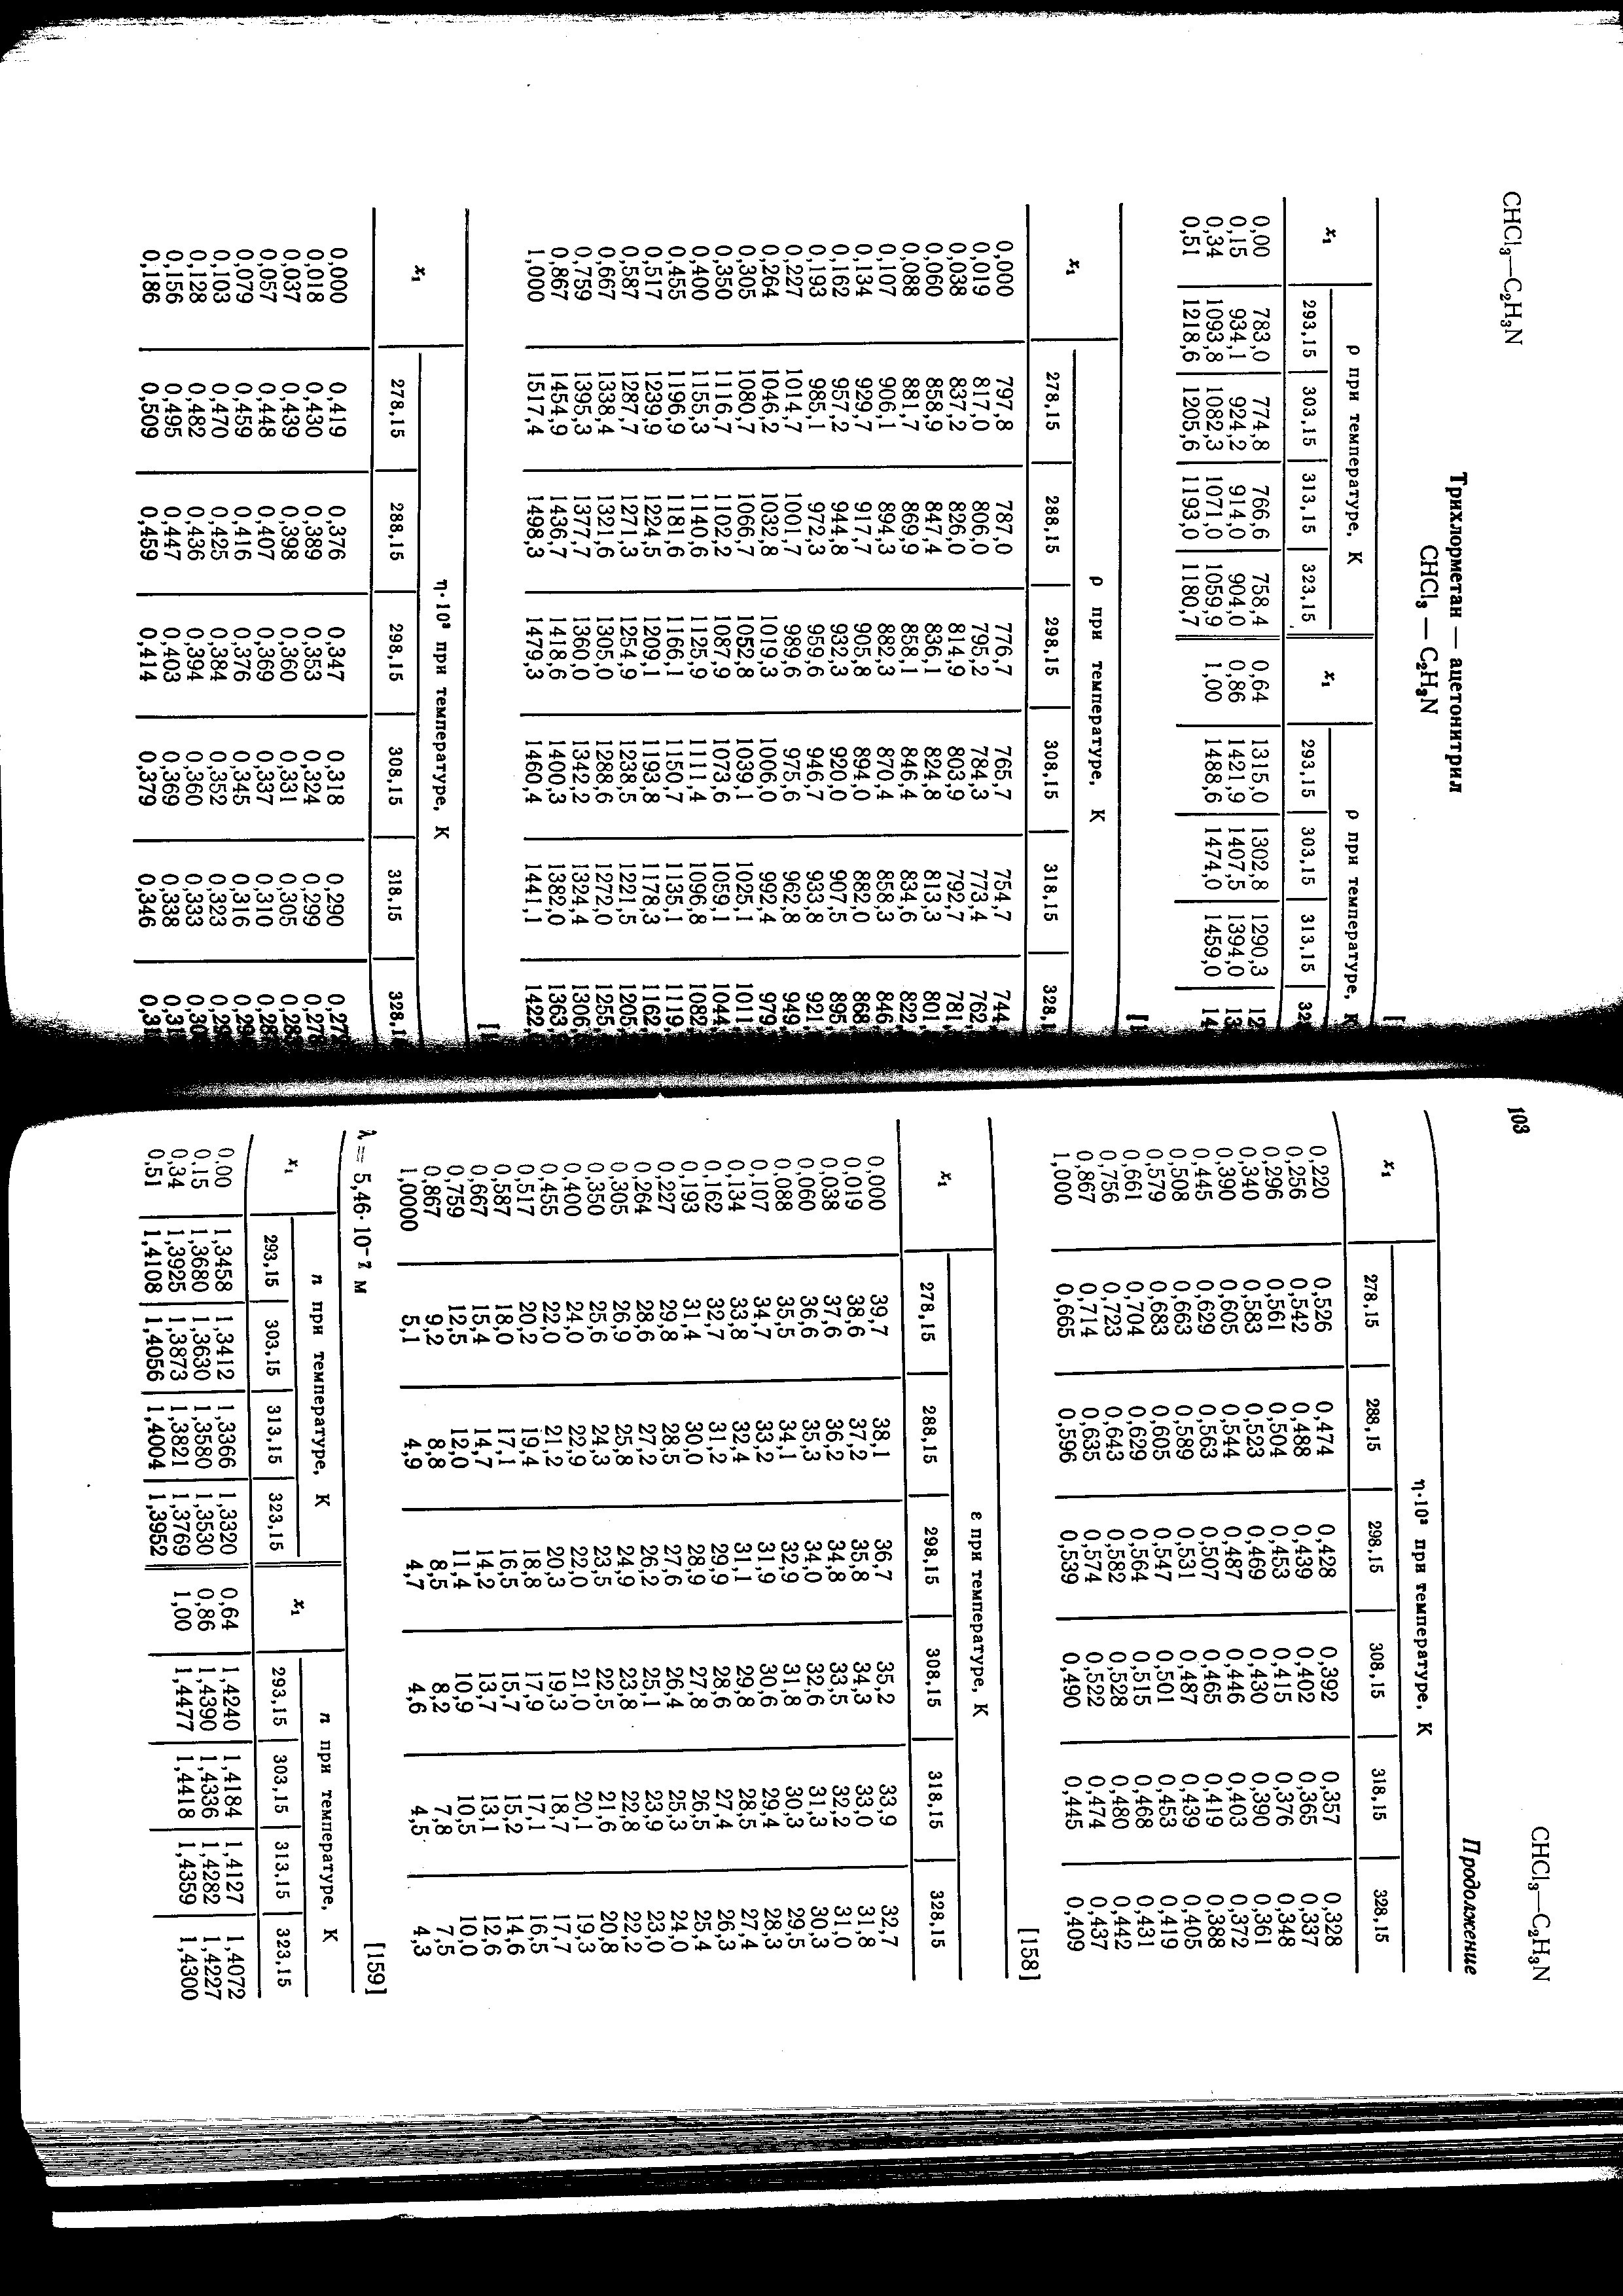 CHCl₃—C₂H₃N
Трихлорметан — ацетонитрил
CHCl₃ — C₂H₃N
[
x₁ ρ при температуре, К x₁ ρ при температуре, К
293,15 303,15 313,15 323,15 293,15 303,15 313,15 32
0,00 783,0 774,8 766,6 758,4 0,64 1315,0 1302,8 1290,3 12
0,15 934,1 924,2 914,0 904,0 0,86 1421,9 1407,5 1394,0 13
0,34 1093,8 1082,3 1071,0 1059,9 1,00 1488,6 1474,0 1459,0 14
0,51 1218,6 1205,6 1193,0 1180,7
[
x₁ ρ при температуре, К
278,15 288,15 298,15 308,15 318,15 328,1
0,000 797,8 787,0 776,7 765,7 754,7 744,
0,019 817,0 806,0 795,2 784,3 773,4 762,
0,038 837,2 826,0 814,9 803,9 792,7 781,
0,060 858,9 847,4 836,1 824,8 813,3 801,
0,088 881,7 869,9 858,1 846,4 834,6 822,
0,107 906,1 894,3 882,3 870,4 858,3 846,
0,134 929,7 917,7 905,8 894,0 882,0 868,
0,162 957,2 944,8 932,3 920,0 907,5 895,
0,193 985,1 972,3 959,6 946,7 933,8 921,
0,227 1014,7 1001,7 989,6 975,6 962,8 949,
0,264 1046,2 1032,8 1019,3 1006,0 992,4 979,
0,305 1080,7 1066,7 1052,8 1039,1 1025,1 1011,
0,350 1116,7 1102,2 1087,9 1073,6 1059,1 1044,
0,400 1155,3 1140,6 1125,9 1111,4 1096,8 1082,
0,455 1196,9 1181,6 1166,1 1150,7 1135,1 1119,
0,517 1239,9 1224,5 1209,1 1193,8 1178,3 1162,
0,587 1287,7 1271,3 1254,9 1238,5 1221,5 1205,
0,667 1338,4 1321,6 1305,0 1288,6 1272,0 1255,
0,759 1395,3 1377,7 1360,0 1342,2 1324,4 1306,
0,867 1454,9 1436,7 1418,6 1400,3 1382,0 1363,
1,000 1517,4 1498,3 1479,3 1460,4 1441,1 1422,
[
x₁ η·10³ при температуре, К
278,15 288,15 298,15 308,15 318,15 328,1
0,000 0,419 0,376 0,347 0,318 0,290 0,27
0,018 0,430 0,389 0,353 0,324 0,299 0,27
0,037 0,439 0,398 0,360 0,331 0,305 0,28
0,057 0,448 0,407 0,369 0,337 0,310 0,28
0,079 0,459 0,416 0,376 0,345 0,316 0,29
0,103 0,470 0,425 0,384 0,352 0,323 0,29
0,128 0,482 0,436 0,394 0,360 0,333 0,30
0,156 0,495 0,447 0,403 0,369 0,338 0,31
0,186 0,509 0,459 0,414 0,379 0,346 0,31
103
CHCl₃—C₂H₃N
Продолжение
x₁ η·10³ при температуре, К
278,15 288,15 298,15 308,15 318,15 328,15
0,220 0,526 0,474 0,428 0,392 0,357 0,328
0,256 0,542 0,488 0,439 0,402 0,365 0,337
0,296 0,561 0,504 0,453 0,415 0,376 0,348
0,340 0,583 0,523 0,469 0,430 0,390 0,361
0,390 0,605 0,544 0,487 0,446 0,403 0,372
0,445 0,629 0,563 0,507 0,465 0,419 0,388
0,508 0,663 0,589 0,531 0,487 0,439 0,405
0,579 0,683 0,605 0,547 0,501 0,453 0,419
0,661 0,704 0,629 0,564 0,515 0,468 0,431
0,756 0,723 0,643 0,582 0,528 0,480 0,442
0,867 0,714 0,635 0,574 0,522 0,474 0,437
1,000 0,665 0,596 0,539 0,490 0,445 0,409
[158]
x₁ ε при температуре, К
278,15 288,15 298,15 308,15 318,15 328,15
0,000 39,7 38,1 36,7 35,2 33,9 32,7
0,019 38,6 37,2 35,8 34,3 33,0 31,8
0,038 37,6 36,2 34,8 33,5 32,2 31,0
0,060 36,6 35,3 34,0 32,6 31,3 30,3
0,088 35,5 34,1 32,9 31,8 30,3 29,5
0,107 34,7 33,2 31,9 30,6 29,4 28,3
0,134 33,8 32,4 31,1 29,8 28,5 27,4
0,162 32,7 31,2 29,9 28,6 27,4 26,3
0,193 31,4 30,0 28,9 27,8 26,5 25,4
0,227 29,8 28,5 27,6 26,4 25,3 24,0
0,264 28,6 27,2 26,2 25,1 23,9 23,0
0,305 26,9 25,8 24,9 23,8 22,8 22,2
0,350 25,6 24,3 23,5 22,5 21,6 20,8
0,400 24,0 22,9 22,0 21,0 20,1 19,3
0,455 22,0 21,2 20,3 19,3 18,7 17,7
0,517 20,2 19,4 18,8 17,9 17,1 16,5
0,587 18,0 17,1 16,5 15,7 15,2 14,6
0,667 15,4 14,7 14,2 13,7 13,1 12,6
0,759 12,5 12,0 11,4 10,9 10,5 10,0
0,867 9,2 8,8 8,5 8,2 7,8 7,5
1,0000 5,1 4,9 4,7 4,6 4,5 4,3
λ = 5,46·10⁻⁷ м [159]
x₁ n при температуре, К x₁ n при температуре, К
293,15 303,15 313,15 323,15 293,15 303,15 313,15 323,15
0,00 1,3458 1,3412 1,3366 1,3320 0,64 1,4240 1,4184 1,4127 1,4072
0,15 1,3680 1,3630 1,3580 1,3530 0,86 1,4390 1,4336 1,4282 1,4227
0,34 1,3925 1,3873 1,3821 1,3769 1,00 1,4477 1,4418 1,4359 1,4300
0,51 1,4108 1,4056 1,4004 1,3952